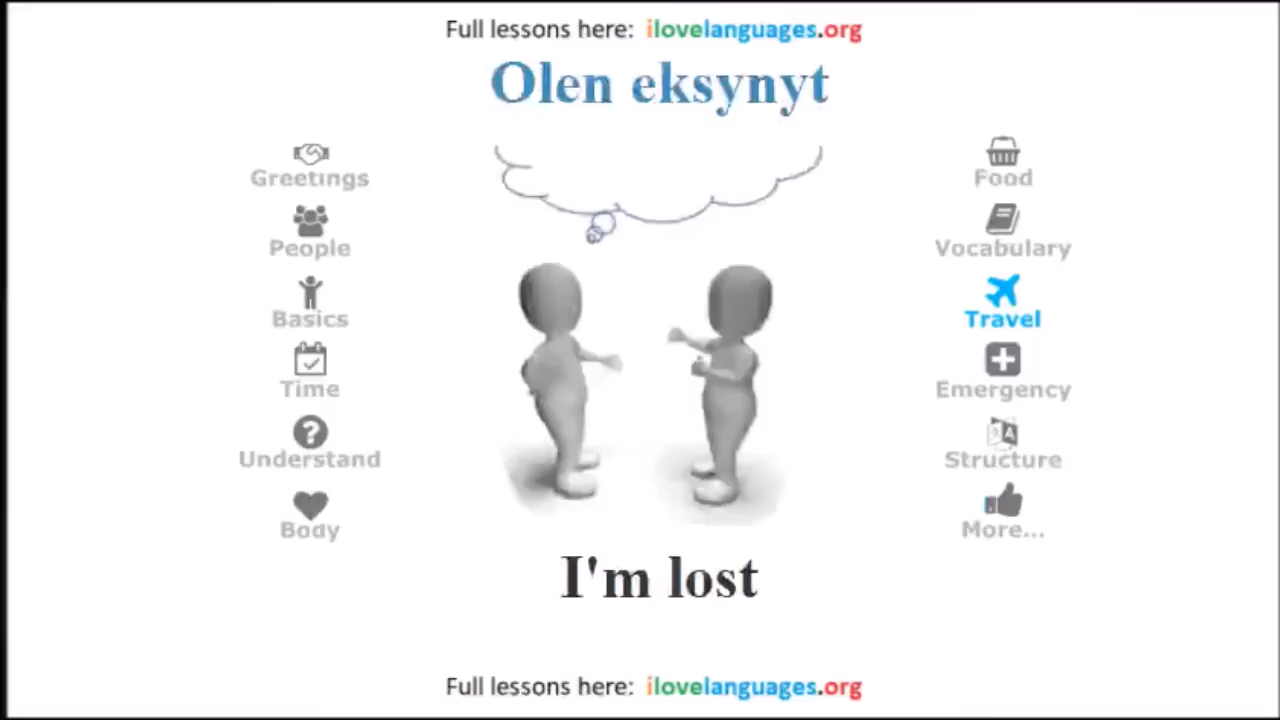 Full lessons here: ilovelanguages.org
Olen eksynyt
Greetings
People
Basics
Time
Understand
Body
Food
Vocabulary
Travel
Emergency
Structure
More...
I'm lost
Full lessons here: ilovelanguages.org